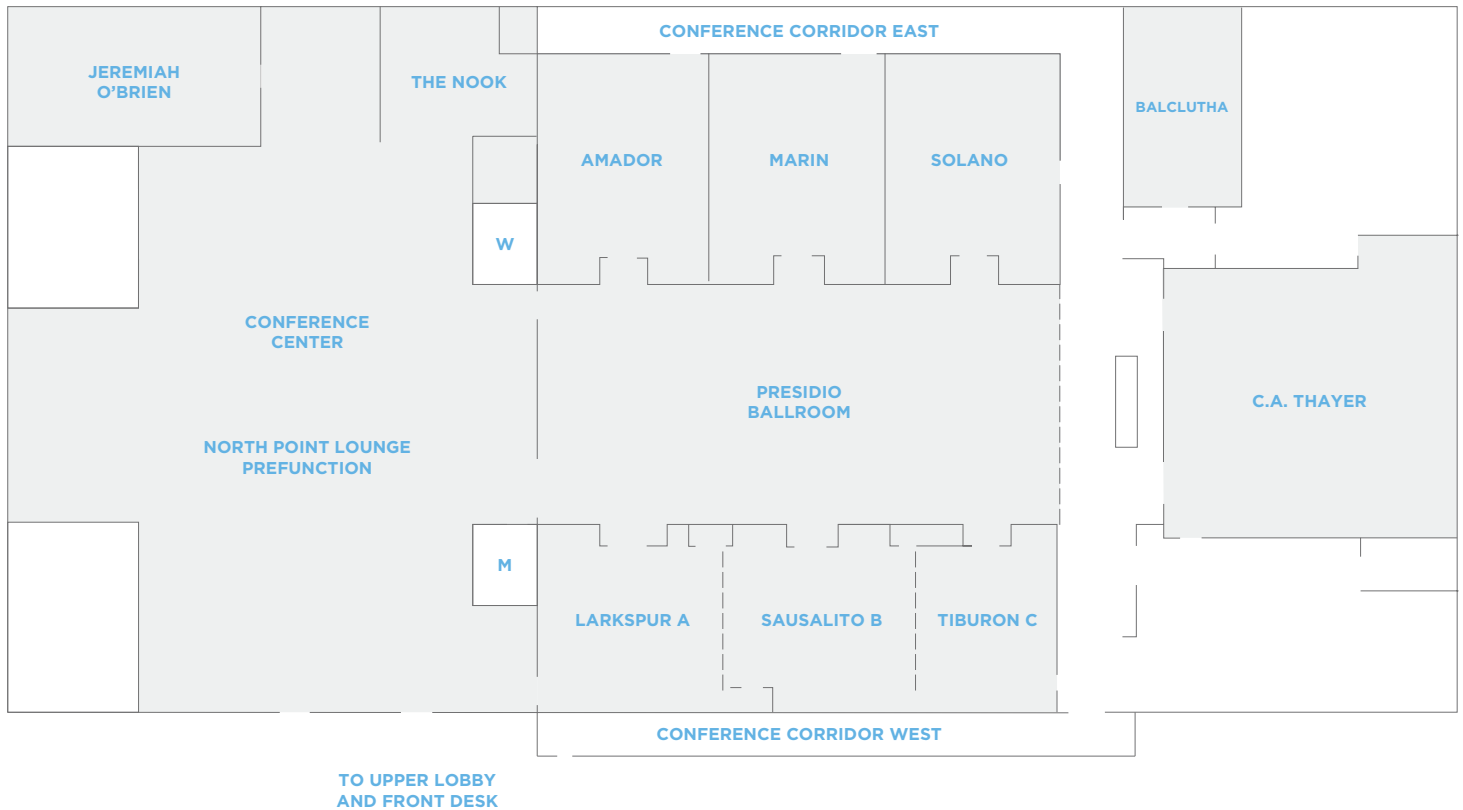 CONFERENCE CORRIDOR EAST
JEREMIAH
O'BRIEN
THE NOOK
BALCLUTHA
AMADOR
MARIN
SOLANO
W
CONFERENCE
CENTER
PRESIDIO
BALLROOM
C.A. THAYER
NORTH POINT LOUNGE
PREFUNCTION
M
LARKSPUR A
SAUSALITO B
TIBURON C
CONFERENCE CORRIDOR WEST
TO UPPER LOBBY
AND FRONT DESK